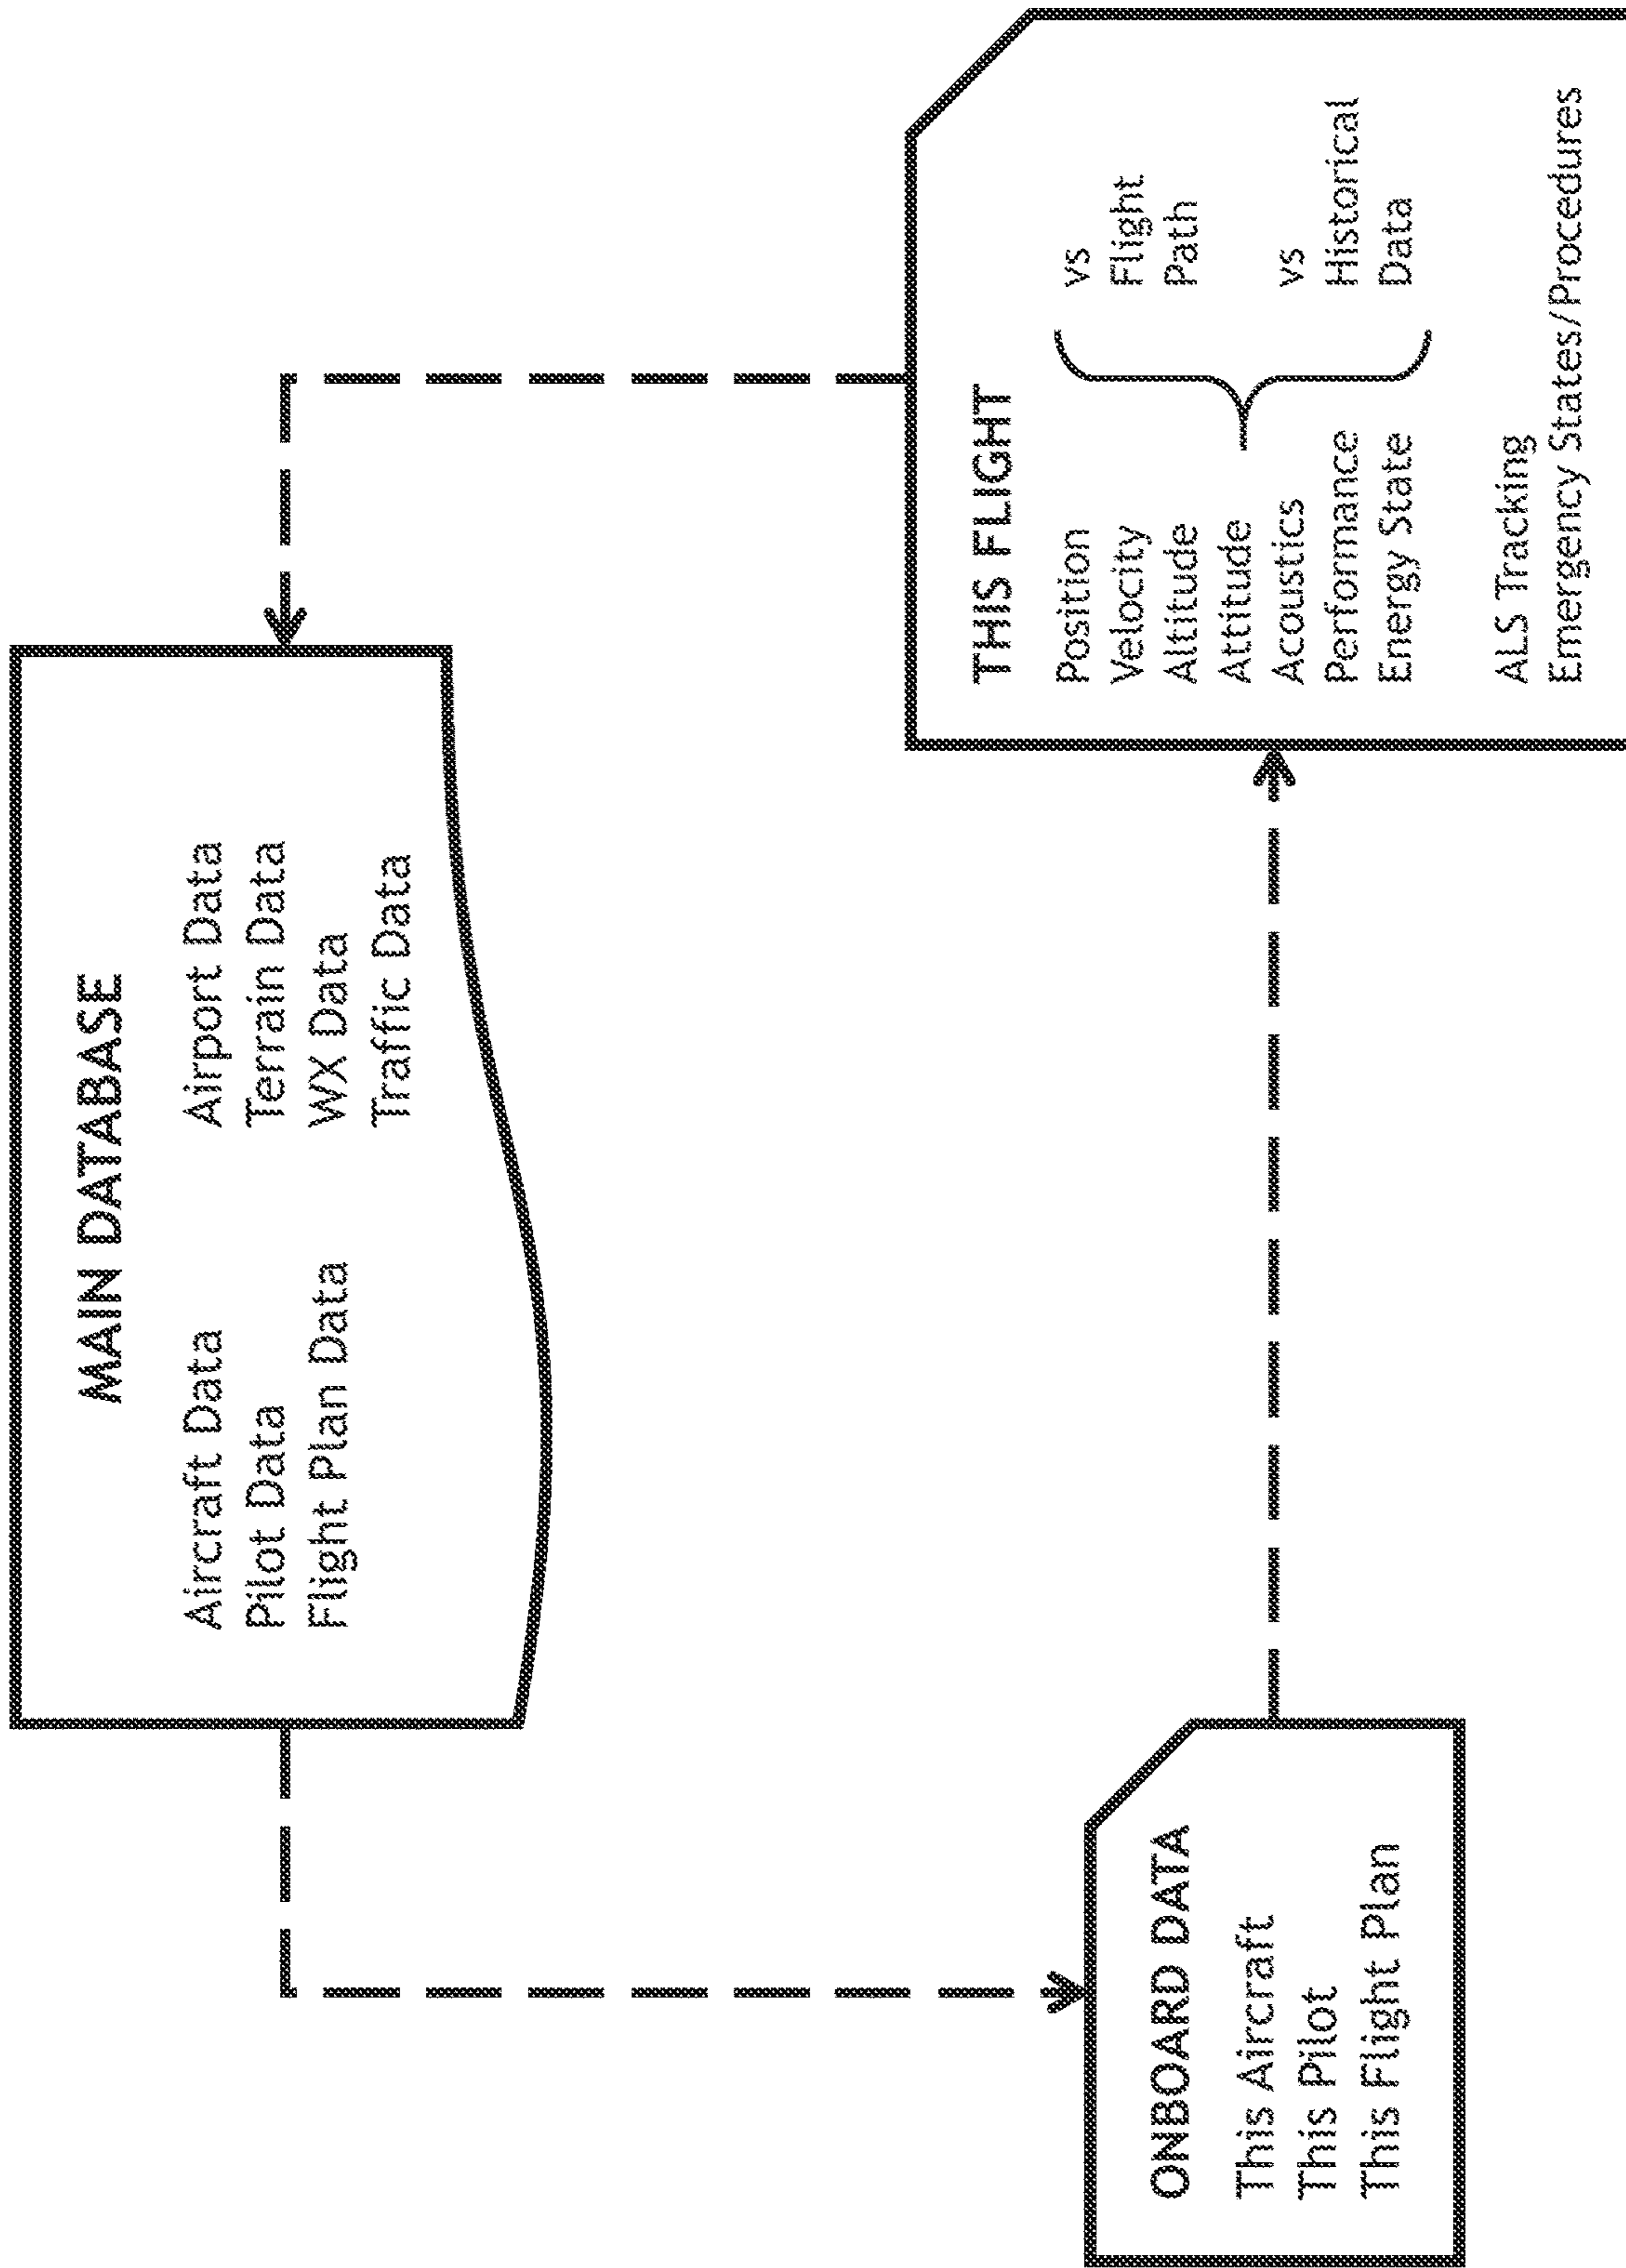 MAIN DATABASE
Aircraft Data
Pilot Data
Flight Plan Data
Airport Data
Terrain Data
WX Data
Traffic Data
ONBOARD DATA
This Aircraft
This Pilot
This Flight Plan
THIS FLIGHT
Position
Velocity
Altitude
Attitude
Acoustics
Performance
Energy State
vs
Flight
Path
vs
Historical
Data
ALS Tracking
Emergency States/Procedures